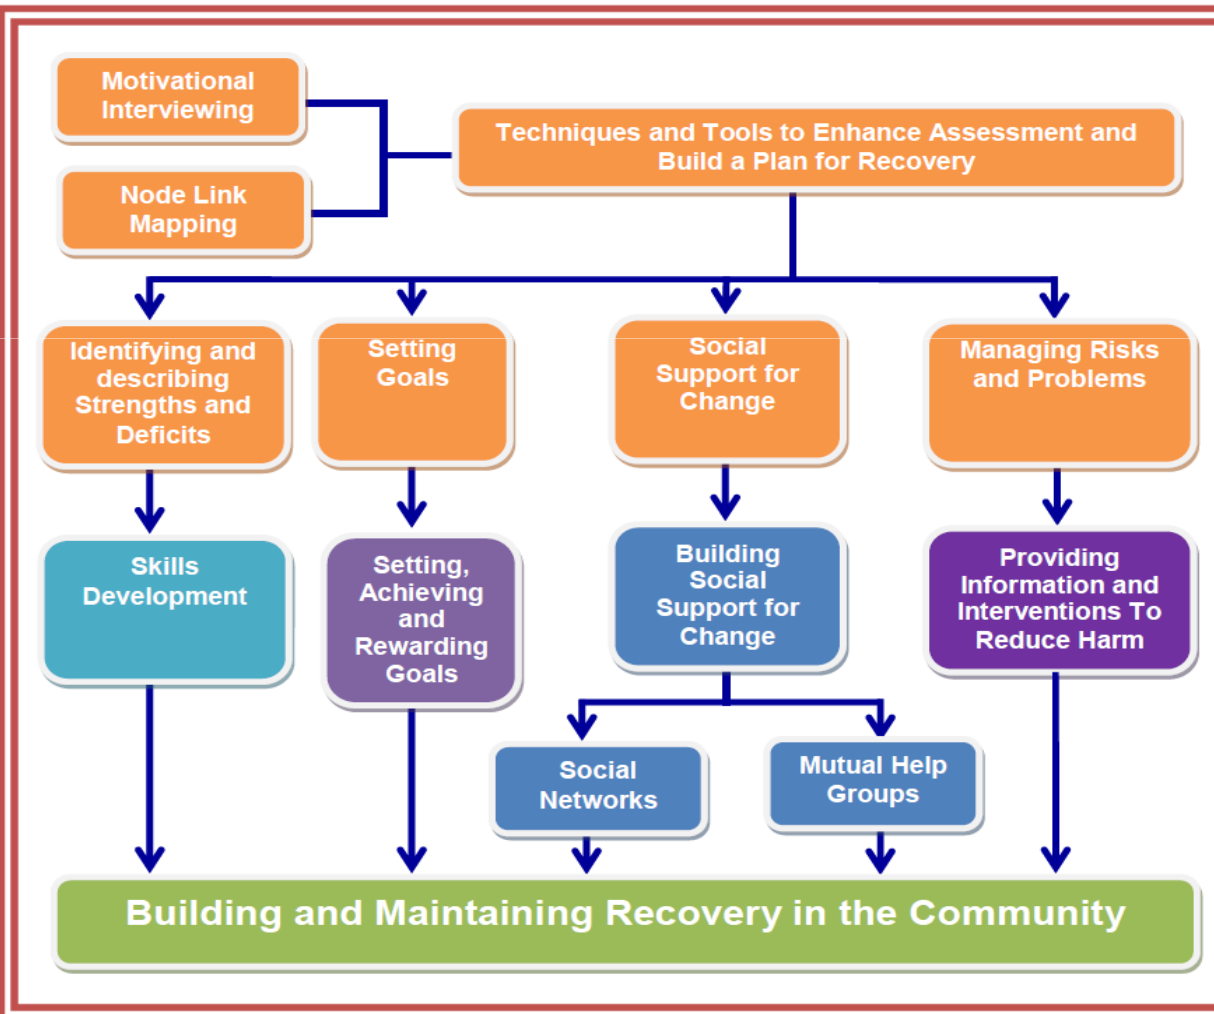 Motivational
Interviewing
Techniques and Tools to Enhance Assessment and
Build a Plan for Recovery
Node Link
Mapping
Identifying and
describing
Strengths and
Deficits
Setting
Goals
Social
Support for
Change
Managing Risks
and Problems
Skills
Development
Setting,
Achieving
and
Rewarding
Goals
Building
Social
Support for
Change
Providing
Information and
Interventions To
Reduce Harm
Social
Networks
Mutual Help
Groups
Building and Maintaining Recovery in the Community